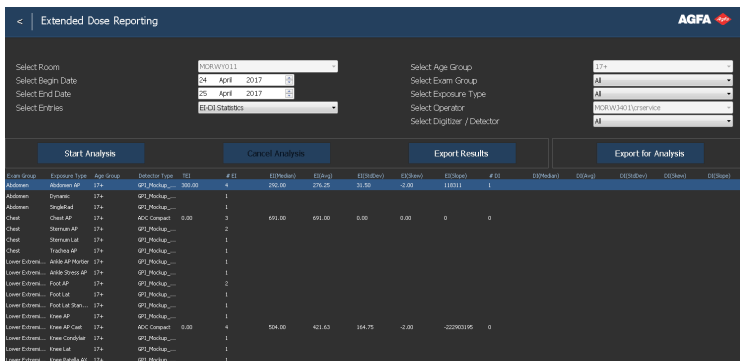 < Extended Dose Reporting AGFA
Select Room MORWY011 Select Age Group 17+
Select Begin Date 24 April 2017 Select Exam Group All
Select End Date 25 April 2017 Select Exposure Type All
Select Entries EI-DI Statistics Select Operator MORWJ401\crservice
Select Digitizer / Detector All
Start Analysis Cancel Analysis Export Results Export for Analysis
Exam Group Exposure Type Age Group Detector Type TEI # EI EI(Median) EI(Avg) EI(StdDev) EI(Skew) EI(Slope) # DI DI(Median) DI(Avg) DI(StdDev) DI(Skew) DI(Slope)
Abdomen Abdomen AP 17+ GPI_Mockup_... 300.00 4 292.00 276.25 31.50 -2.00 118311 1
Abdomen Dynamic 17+ GPI_Mockup_... 1
Abdomen SingleRad 17+ GPI_Mockup_... 1
Chest Chest AP 17+ ADC Compact 0.00 3 691.00 691.00 0.00 0.00 0 0
Chest Sternum AP 17+ GPI_Mockup_... 2
Chest Sternum Lat 17+ GPI_Mockup_... 1
Chest Trachea AP 17+ GPI_Mockup_... 1
Lower Extremi... Ankle AP Mortier 17+ GPI_Mockup_... 1
Lower Extremi... Ankle Stress AP 17+ GPI_Mockup_... 1
Lower Extremi... Foot AP 17+ GPI_Mockup_... 2
Lower Extremi... Foot Lat 17+ GPI_Mockup_... 1
Lower Extremi... Foot Lat Stan... 17+ GPI_Mockup_... 1
Lower Extremi... Knee AP 17+ GPI_Mockup_... 1
Lower Extremi... Knee AP Cast 17+ ADC Compact 0.00 4 504.00 421.63 164.75 -2.00 -222903195 0
Lower Extremi... Knee Condyler 17+ GPI_Mockup_... 1
Lower Extremi... Knee Lat 17+ GPI_Mockup_... 1
Lower Extremi... Knee Patella AX 17+ GPI_Mockup_... 1